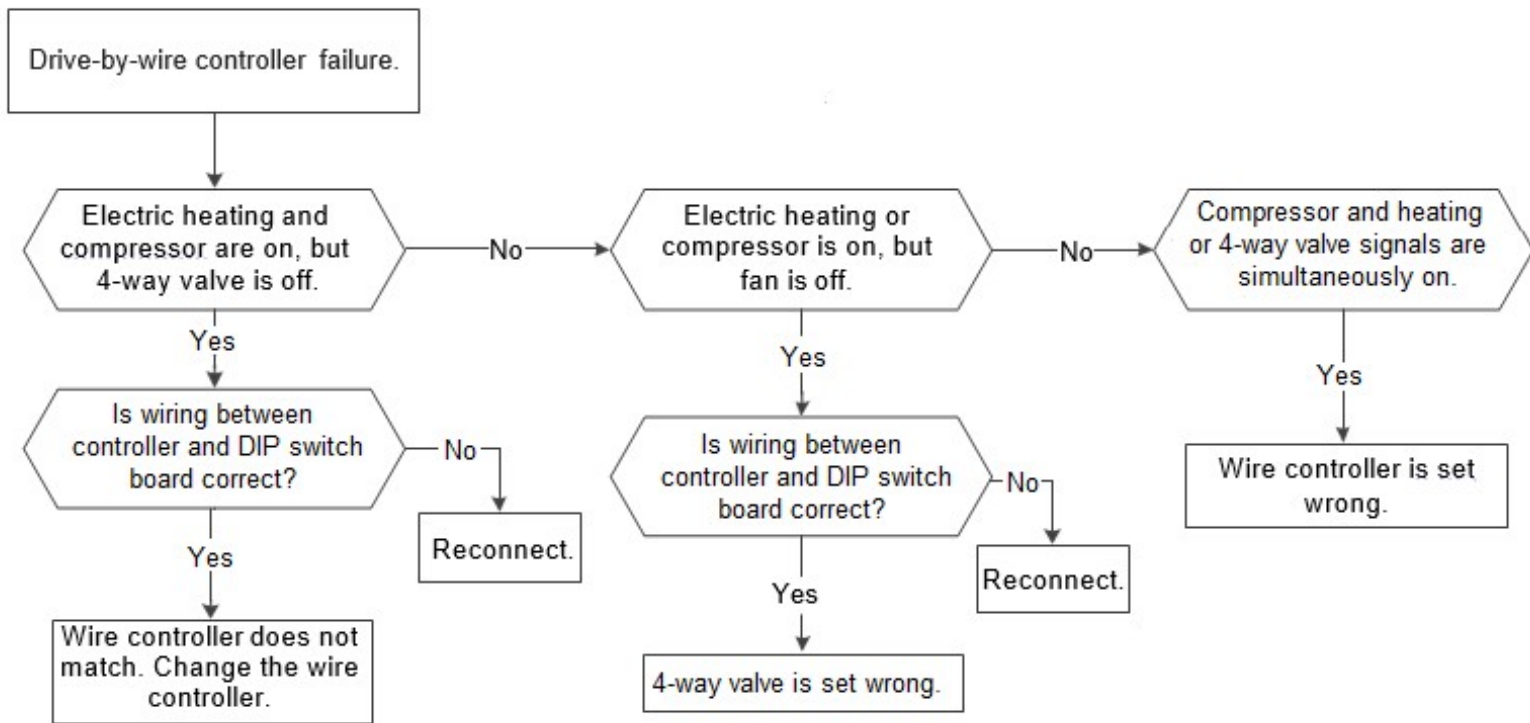 Drive-by-wire controller failure.
Electric heating and
compressor are on, but
4-way valve is off.
No
Electric heating or
compressor is on, but
fan is off.
No
Compressor and heating
or 4-way valve signals are
simultaneously on.
Yes
Yes
Yes
Is wiring between
controller and DIP switch
board correct?
No
Reconnect.
Is wiring between
controller and DIP switch
board correct?
No
Reconnect.
Wire controller is set
wrong.
Yes
Yes
Wire controller does not
match. Change the wire
controller.
4-way valve is set wrong.